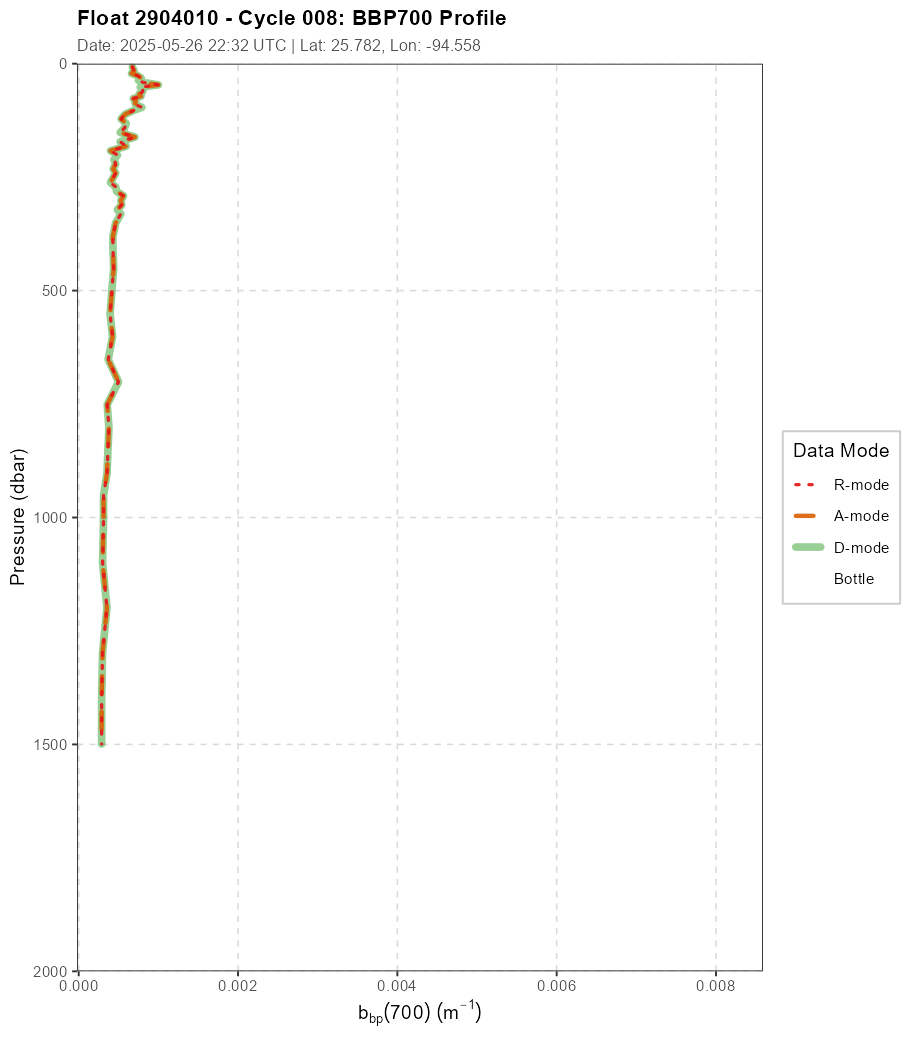 Float 2904010 - Cycle 008: BBP700 Profile
Date: 2025-05-26 22:32 UTC | Lat: 25.782, Lon: -94.558
0
500
1000
1500
2000
Pressure (dbar)
0.000 0.002 0.004 0.006 0.008
b_bp(700) (m⁻¹)
Data Mode
R-mode
A-mode
D-mode
Bottle